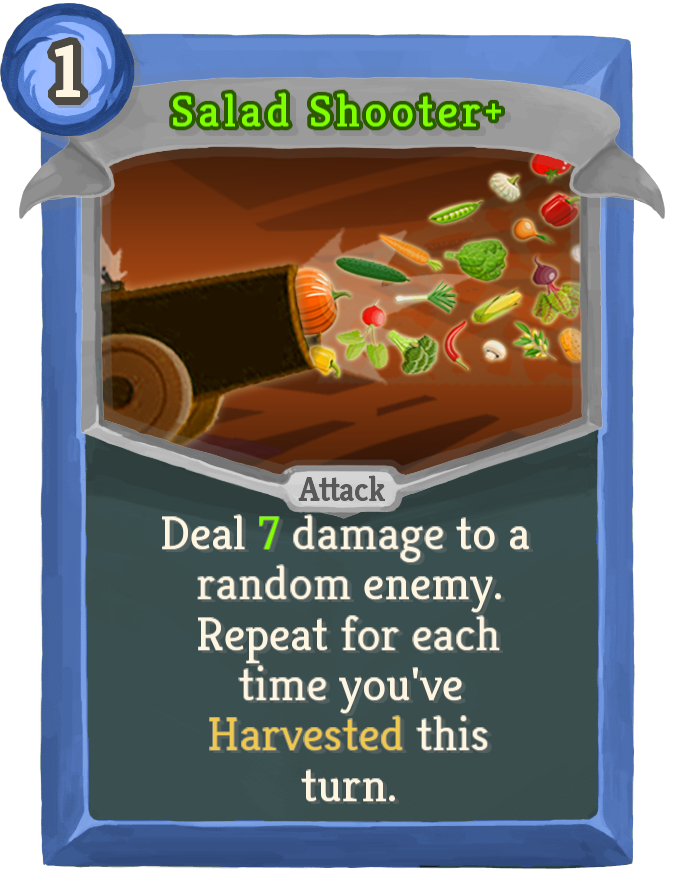 1
Salad Shooter+
Attack
Deal 7 damage to a
random enemy.
Repeat for each
time you've
Harvested this
turn.